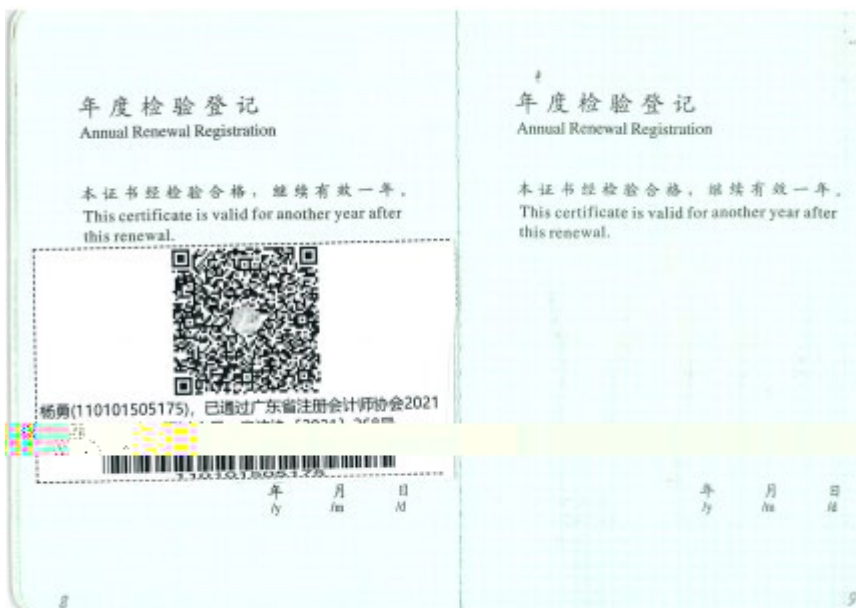 年度检验登记
Annual Renewal Registration
本证书经检验合格，继续有效一年。
This certificate is valid for another year after
this renewal.
杨勇(110101505175)，已通过广东省注册会计师协会2021
110101505175
年 月 日
/y /m /d
8
年度检验登记
Annual Renewal Registration
本证书经检验合格，继续有效一年。
This certificate is valid for another year after
this renewal.
年 月 日
/y /m /d
9